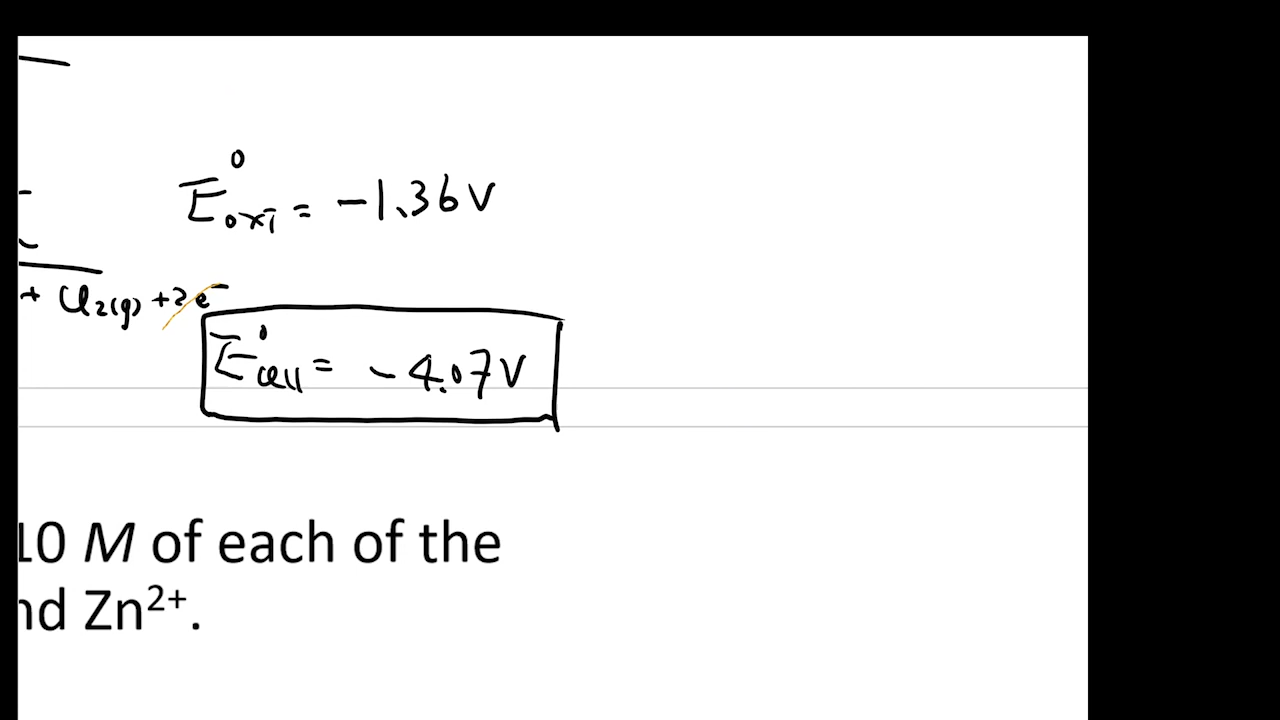 E°oxi = -1.36V
+ Cl2(g) + 2e⁻
E°cell = -4.07V
10 M of each of the
nd Zn²⁺.